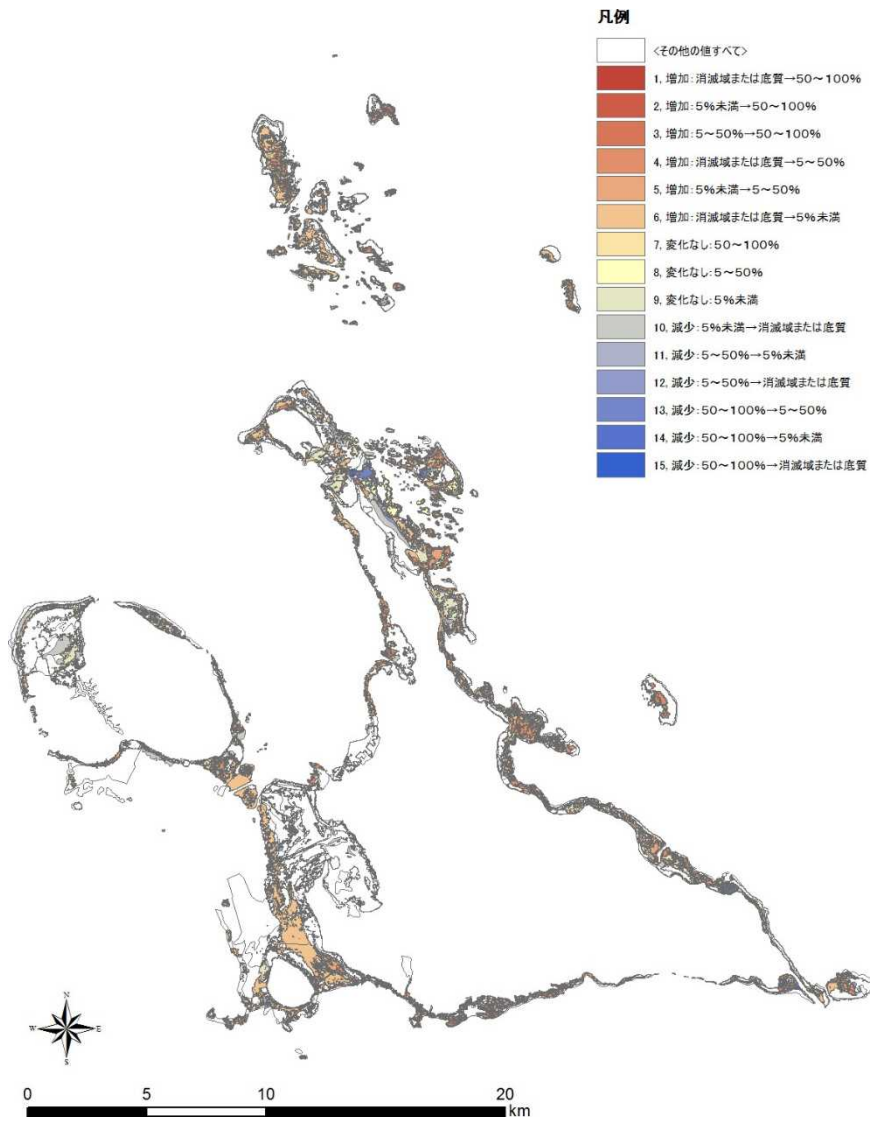 凡例
<その他の値すべて>
1, 増加：消滅域または底質→50～100％
2, 増加：5％未満→50～100％
3, 増加：5～50％→50～100％
4, 増加：消滅域または底質→5～50％
5, 増加：5％未満→5～50％
6, 増加：消滅域または底質→5％未満
7, 変化なし：50～100％
8, 変化なし：5～50％
9, 変化なし：5％未満
10, 減少：5％未満→消滅域または底質
11, 減少：5～50％→5％未満
12, 減少：5～50％→消滅域または底質
13, 減少：50～100％→5～50％
14, 減少：50～100％→5％未満
15, 減少：50～100％→消滅域または底質
N
W E
S
0 5 10 20
km